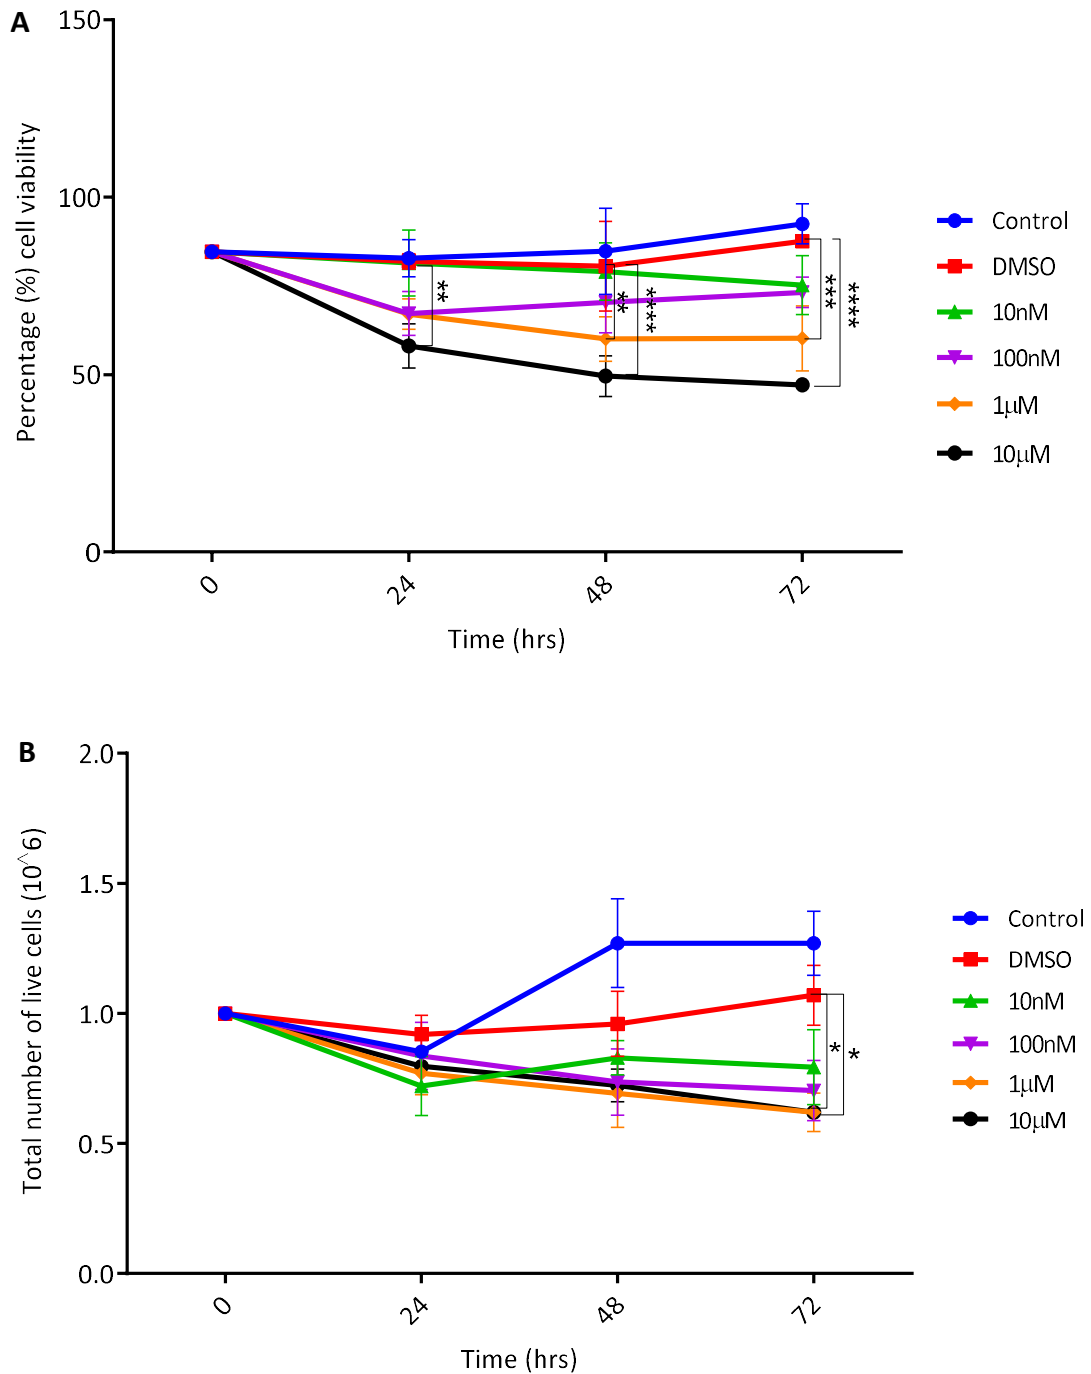 A
150
100
50
0
Percentage (%) cell viability
**
**
****
***
****
0
24
48
72
Time (hrs)
Control
DMSO
10nM
100nM
1μM
10μM
B
2.0
1.5
1.0
0.5
0.0
Total number of live cells (10^6)
*
*
0
24
48
72
Time (hrs)
Control
DMSO
10nM
100nM
1μM
10μM